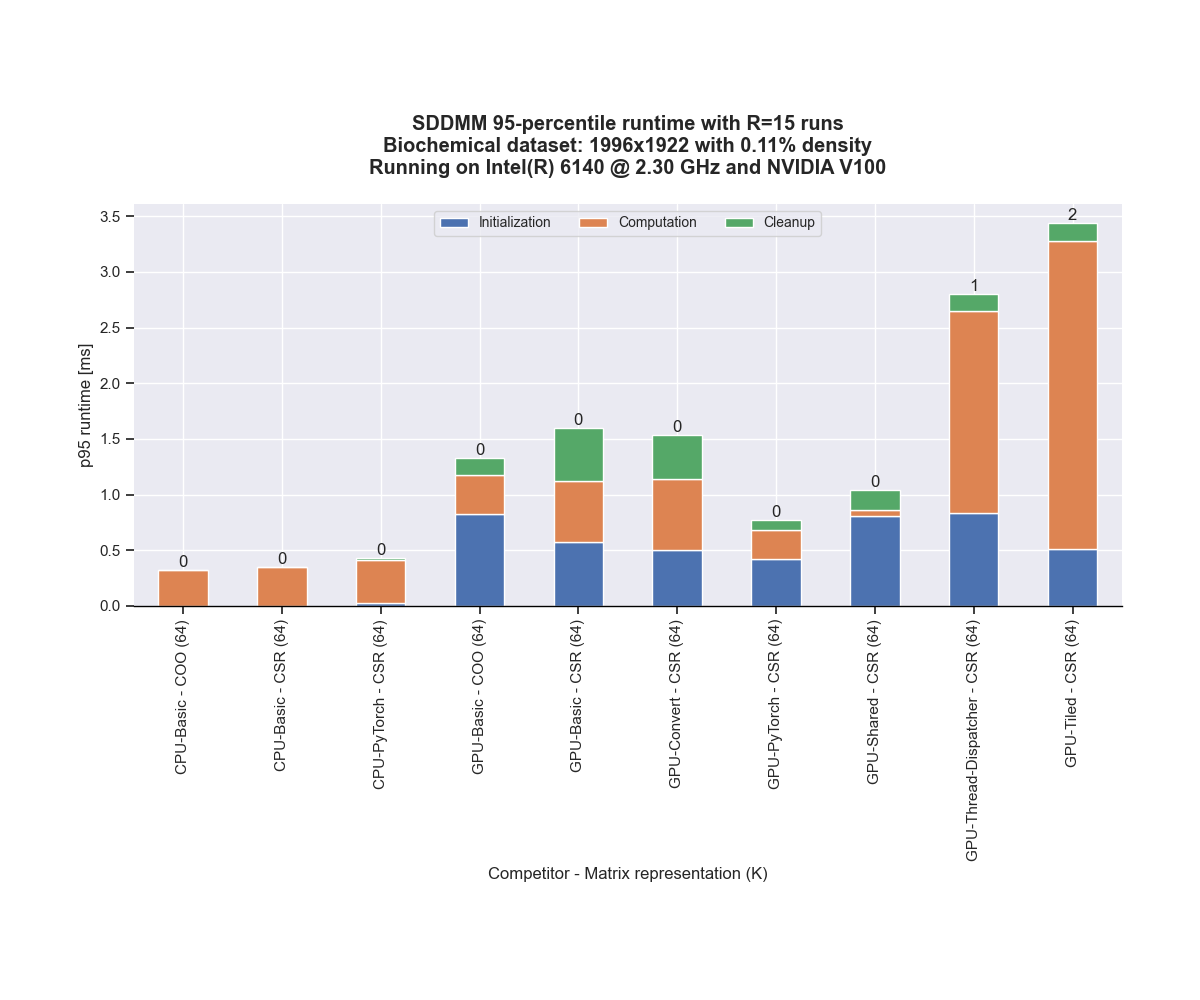 SDDMM 95-percentile runtime with R=15 runs
Biochemical dataset: 1996x1922 with 0.11% density
Running on Intel(R) 6140 @ 2.30 GHz and NVIDIA V100
Initialization Computation Cleanup
p95 runtime [ms]
3.5
3.0
2.5
2.0
1.5
1.0
0.5
0.0
0 0 0 0 0 0 0 0 1 2
CPU-Basic - COO (64)
CPU-Basic - CSR (64)
CPU-PyTorch - CSR (64)
GPU-Basic - COO (64)
GPU-Basic - CSR (64)
GPU-Convert - CSR (64)
GPU-PyTorch - CSR (64)
GPU-Shared - CSR (64)
GPU-Thread-Dispatcher - CSR (64)
GPU-Tiled - CSR (64)
Competitor - Matrix representation (K)